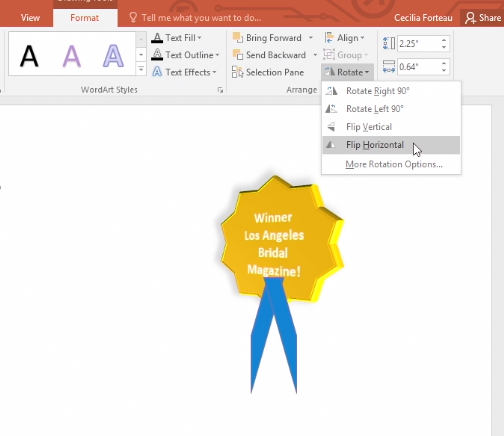 View Format Tell me what you want to do... Cecilia Forteau Share
A A A
Text Fill
Text Outline
Text Effects
WordArt Styles
Bring Forward
Send Backward
Selection Pane
Align
Group
Rotate
Arrange
2.25"
0.64"
Rotate Right 90°
Rotate Left 90°
Flip Vertical
Flip Horizontal
More Rotation Options...
Winner
Los Angeles
Bridal
Magazine!